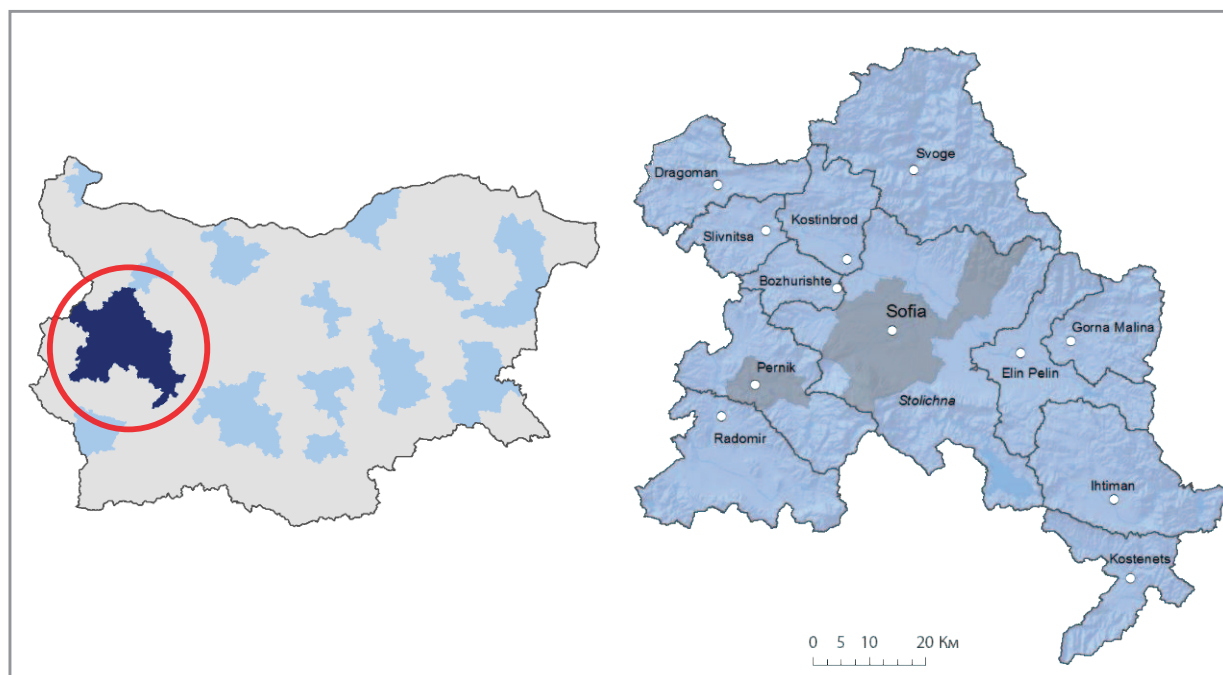 Svoge
Dragoman
Kostinbrod
Slivnitsa
Bozhurishte
Sofia
Gorna Malina
Pernik
Elin Pelin
Stolichna
Radomir
Ihtiman
Kostenets
0 5 10 20 Км